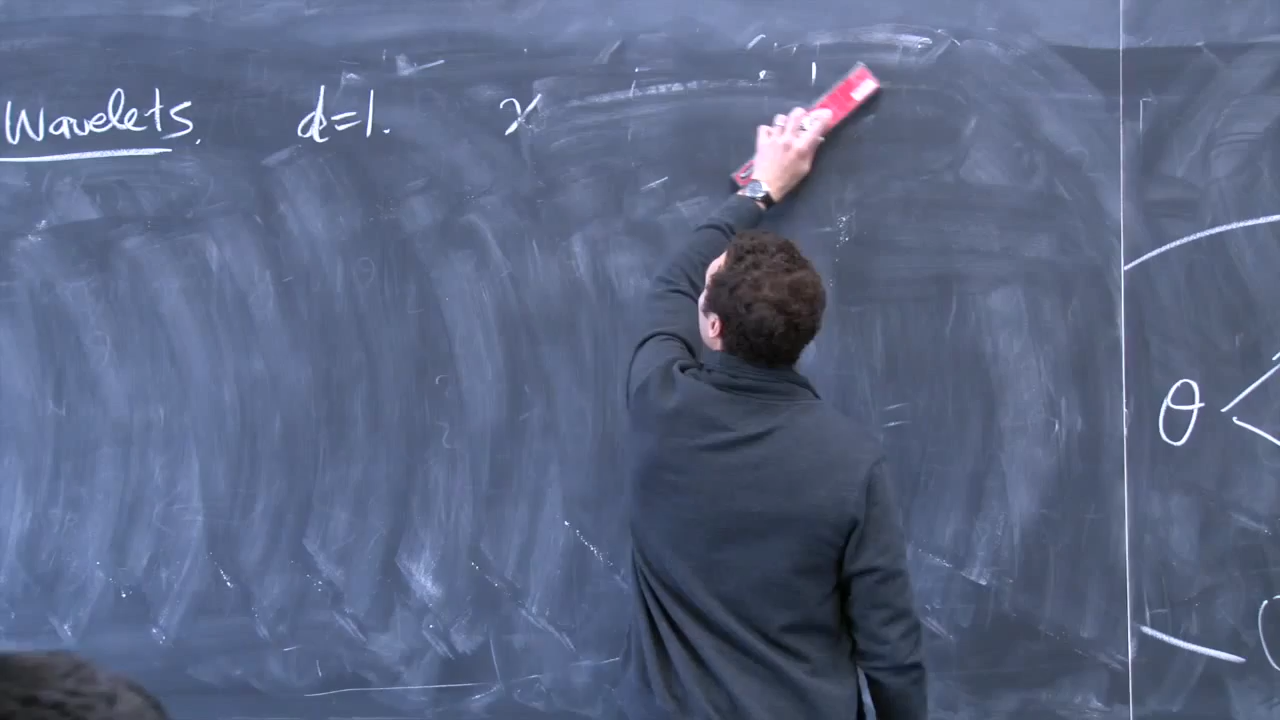 Wavelets. d=1. x
θ <